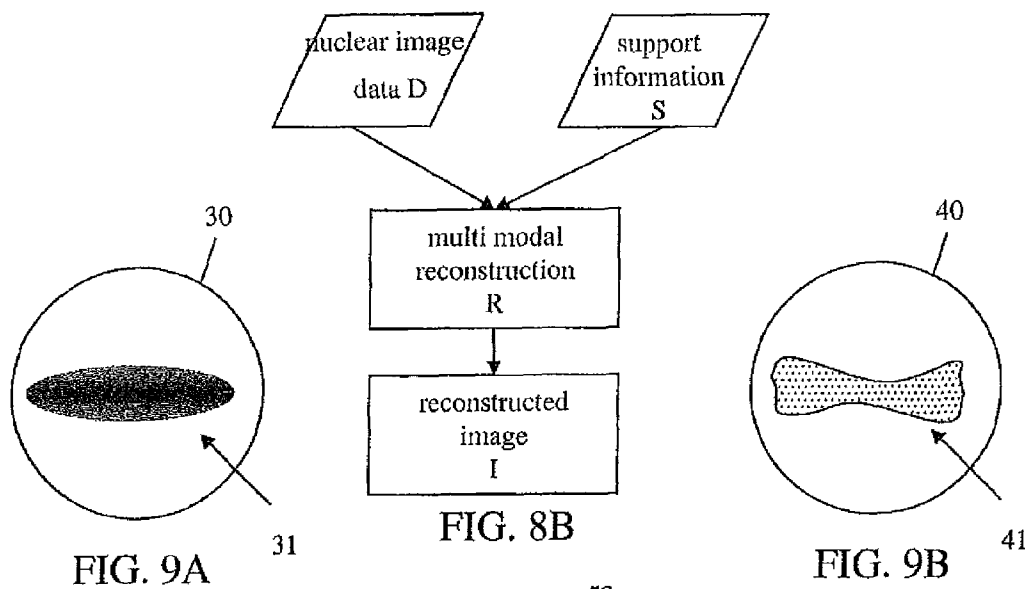 nuclear image
data D
support
information
S
30
multi modal
reconstruction
R
40
reconstructed
image
I
31
FIG. 9A
FIG. 8B
41
FIG. 9B